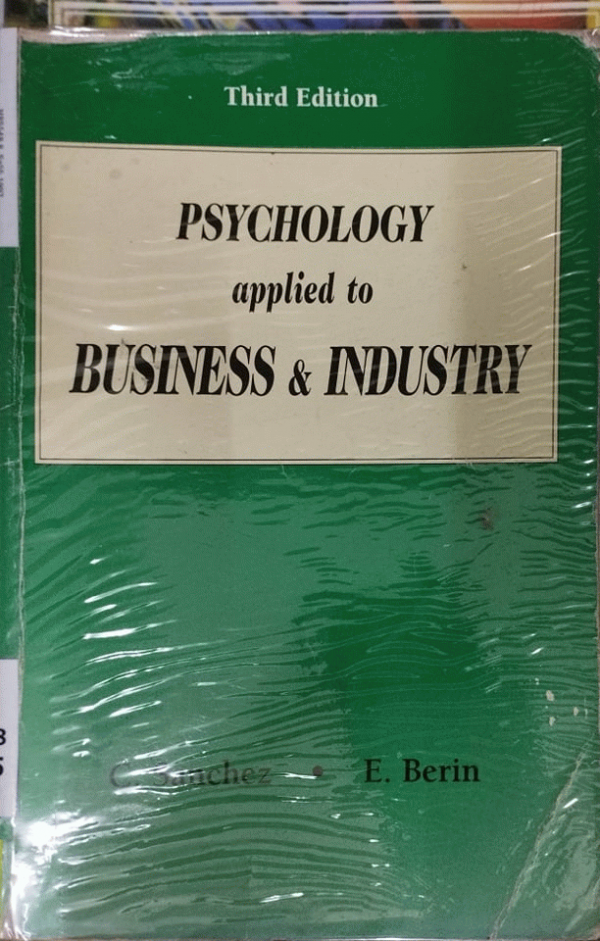 Third Edition
PSYCHOLOGY
applied to
BUSINESS & INDUSTRY
C. Sanchez • E. Berin